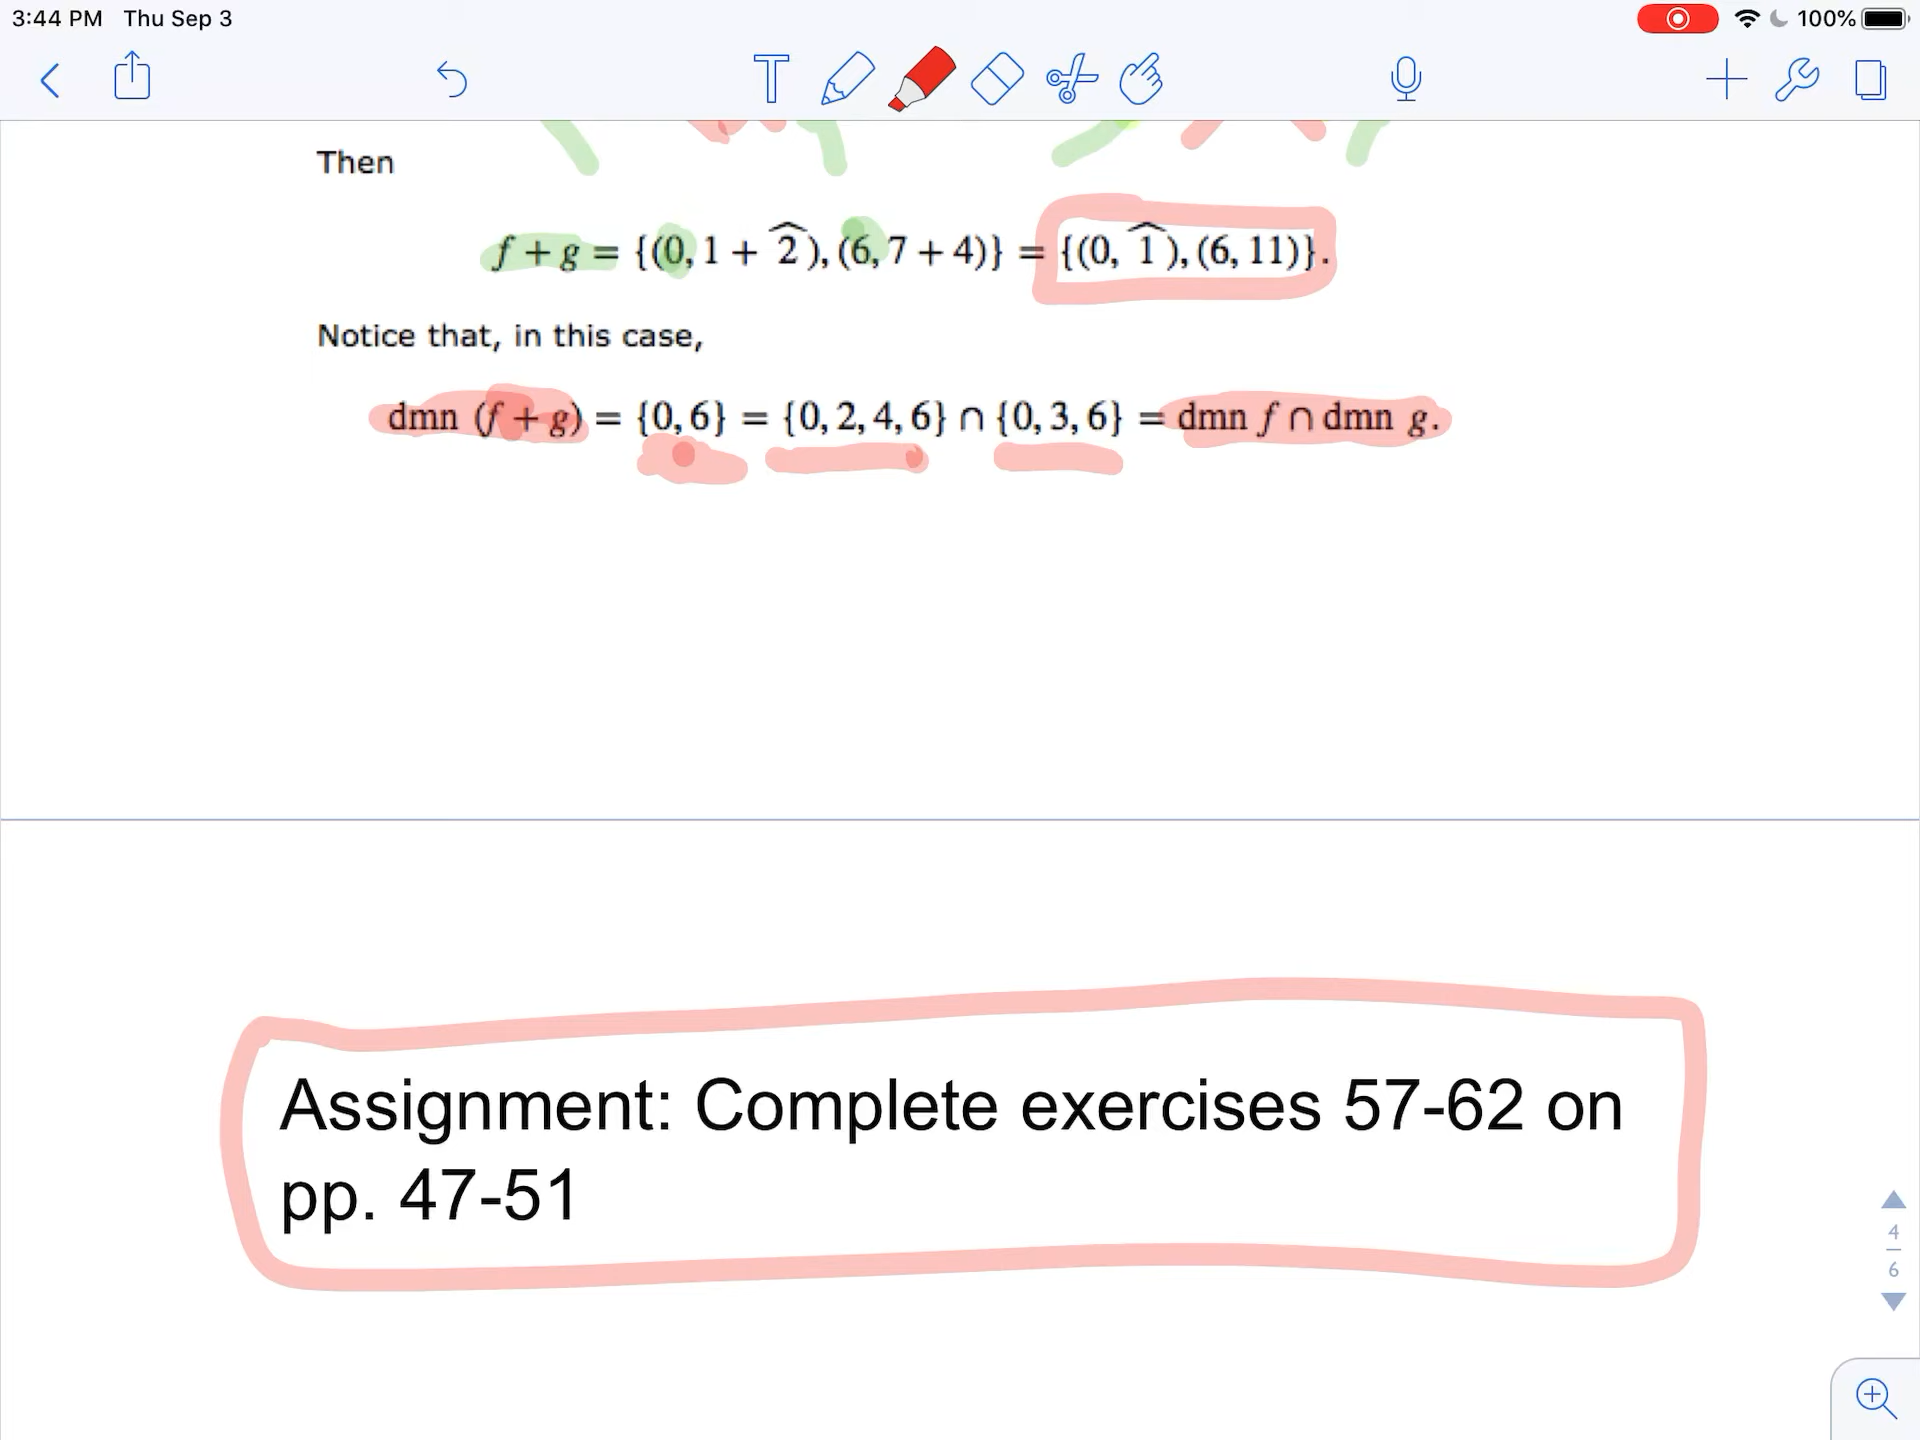 3:44 PM Thu Sep 3 100%
T
Then
f + g = {(0, 1 + \widehat{2}), (6, 7 + 4)} = {(0, \widehat{1}), (6, 11)}.
Notice that, in this case,
dmn (f + g) = {0, 6} = {0, 2, 4, 6} ∩ {0, 3, 6} = dmn f ∩ dmn g.
Assignment: Complete exercises 57-62 on
pp. 47-51
4
6